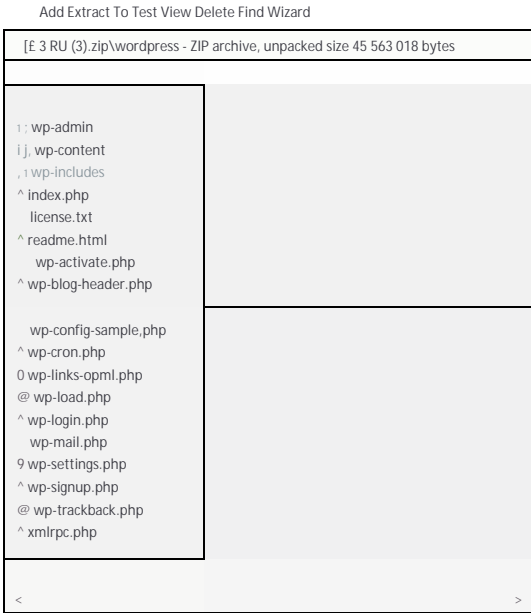 Add Extract To Test View Delete Find Wizard
[£ 3 RU (3).zip\wordpress - ZIP archive, unpacked size 45 563 018 bytes
ı ; wp-admin
i j, wp-content
, ı wp-includes
^ index.php
license.txt
^ readme.html
wp-activate.php
^ wp-blog-header.php
wp-config-sample,php
^ wp-cron.php
0 wp-links-opml.php
@ wp-load.php
^ wp-login.php
wp-mail.php
9 wp-settings.php
^ wp-signup.php
@ wp-trackback.php
^ xmlrpc.php
< >